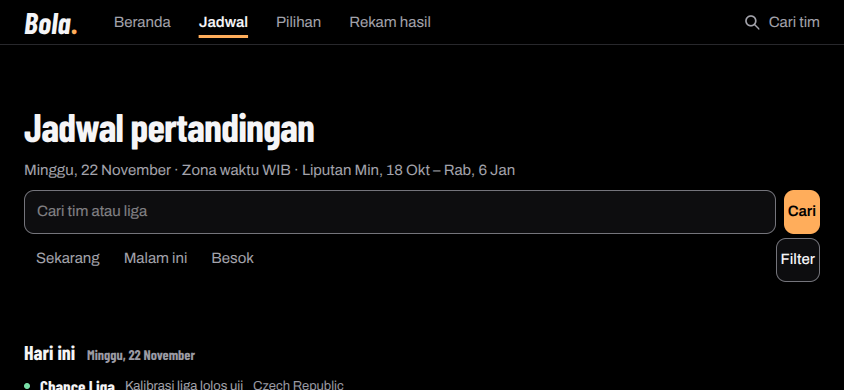 Bola. Beranda Jadwal Pilihan Rekam hasil Cari tim
Jadwal pertandingan
Minggu, 22 November · Zona waktu WIB · Liputan Min, 18 Okt – Rab, 6 Jan
Cari tim atau liga Cari
Sekarang Malam ini Besok Filter
Hari ini Minggu, 22 November
Chance Liga Kalibrasi liga lolos uji Czech Republic